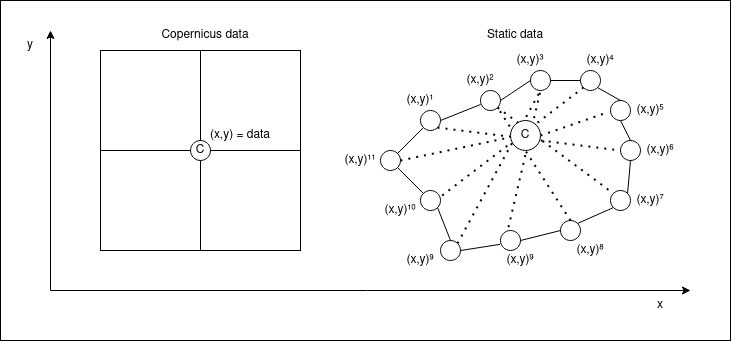 Copernicus data
Static data
y
(x,y)³
(x,y)⁴
(x,y)²
(x,y)¹
(x,y)⁵
(x,y) = data
C
C
(x,y)⁶
(x,y)¹¹
(x,y)⁷
(x,y)¹⁰
(x,y)⁸
(x,y)⁹
(x,y)⁹
x